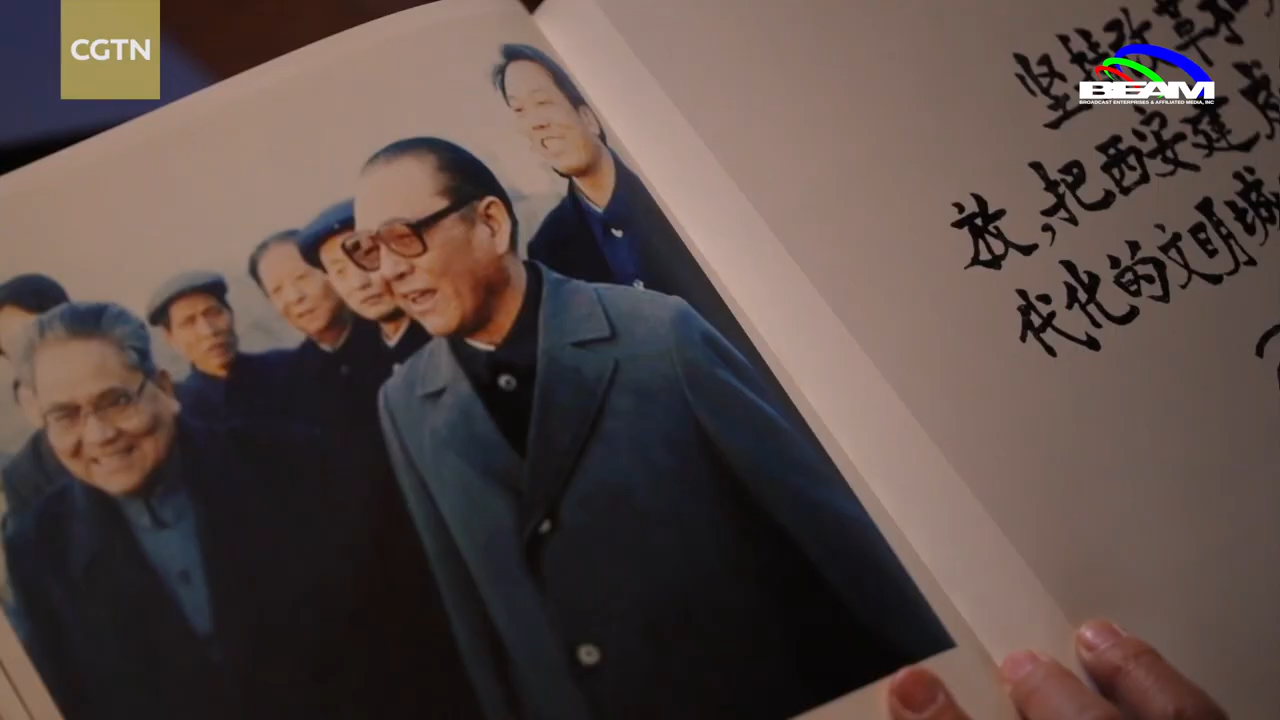 CGTN
BEAM
BROADCAST ENTERPRISES & AFFILIATED MEDIA, INC
坚持改革和
放,把西安建
代化的文明城